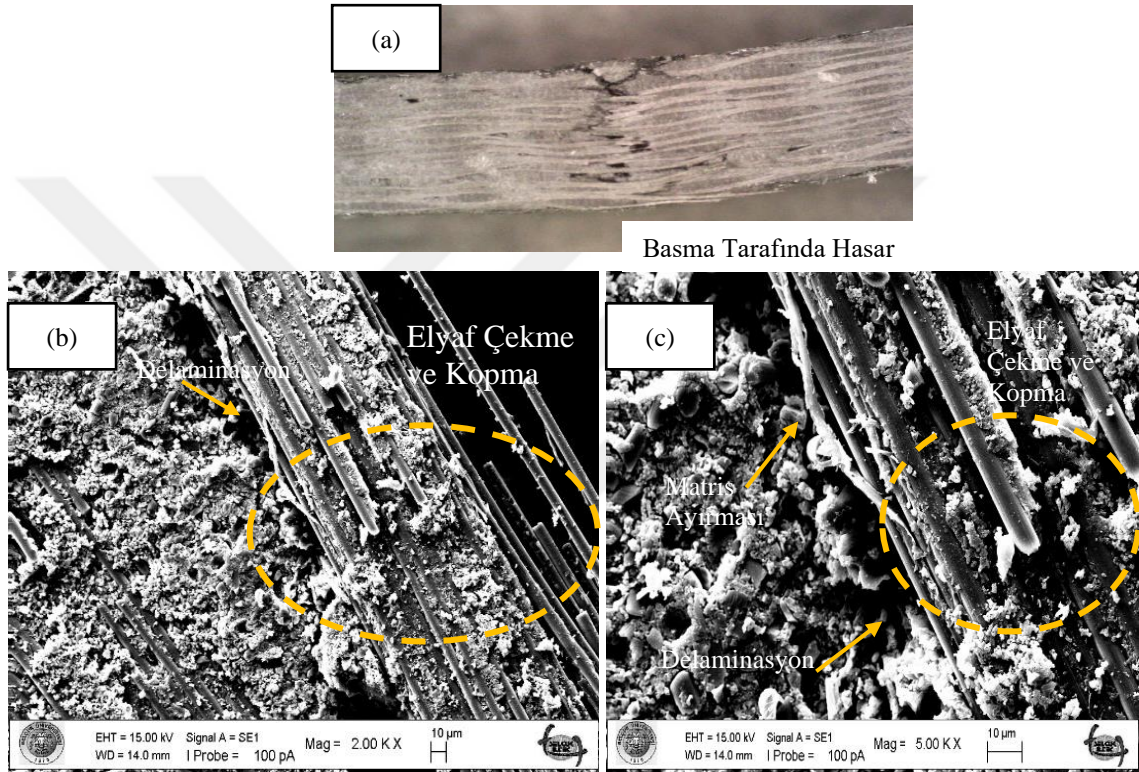 (a)
Basma Tarafında Hasar
(b)
Delaminasyon
Elyaf Çekme
ve Kopma
(c)
Elyaf
Çekme ve
Kopma
Matris
Ayırması
Delaminasyon
EHT = 15.00 kV Signal A = SE1
WD = 14.0 mm I Probe = 100 pA
Mag = 2.00 K X
10 µm
EHT = 15.00 kV Signal A = SE1
WD = 14.0 mm I Probe = 100 pA
Mag = 5.00 K X
10 µm